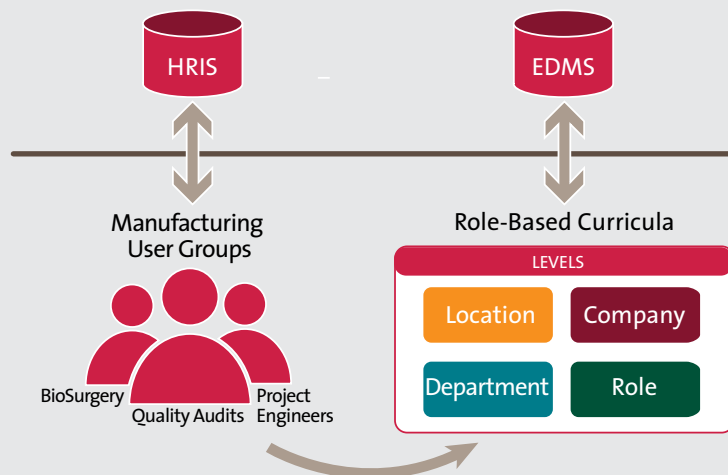 HRIS
EDMS
Manufacturing
User Groups
BioSurgery
Quality Audits
Project
Engineers
Role-Based Curricula
LEVELS
Location
Company
Department
Role